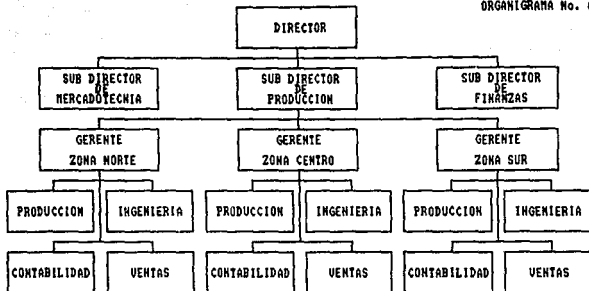 ORGANIGRAMA No.
DIRECTOR
SUB DIRECTOR
DE
MERCADOTECNIA
SUB DIRECTOR
DE
PRODUCCION
SUB DIRECTOR
DE
FINANZAS
GERENTE
ZONA NORTE
GERENTE
ZONA CENTRO
GERENTE
ZONA SUR
PRODUCCION
INGENIERIA
PRODUCCION
INGENIERIA
PRODUCCION
INGENIERIA
CONTABILIDAD
VENTAS
CONTABILIDAD
VENTAS
CONTABILIDAD
VENTAS